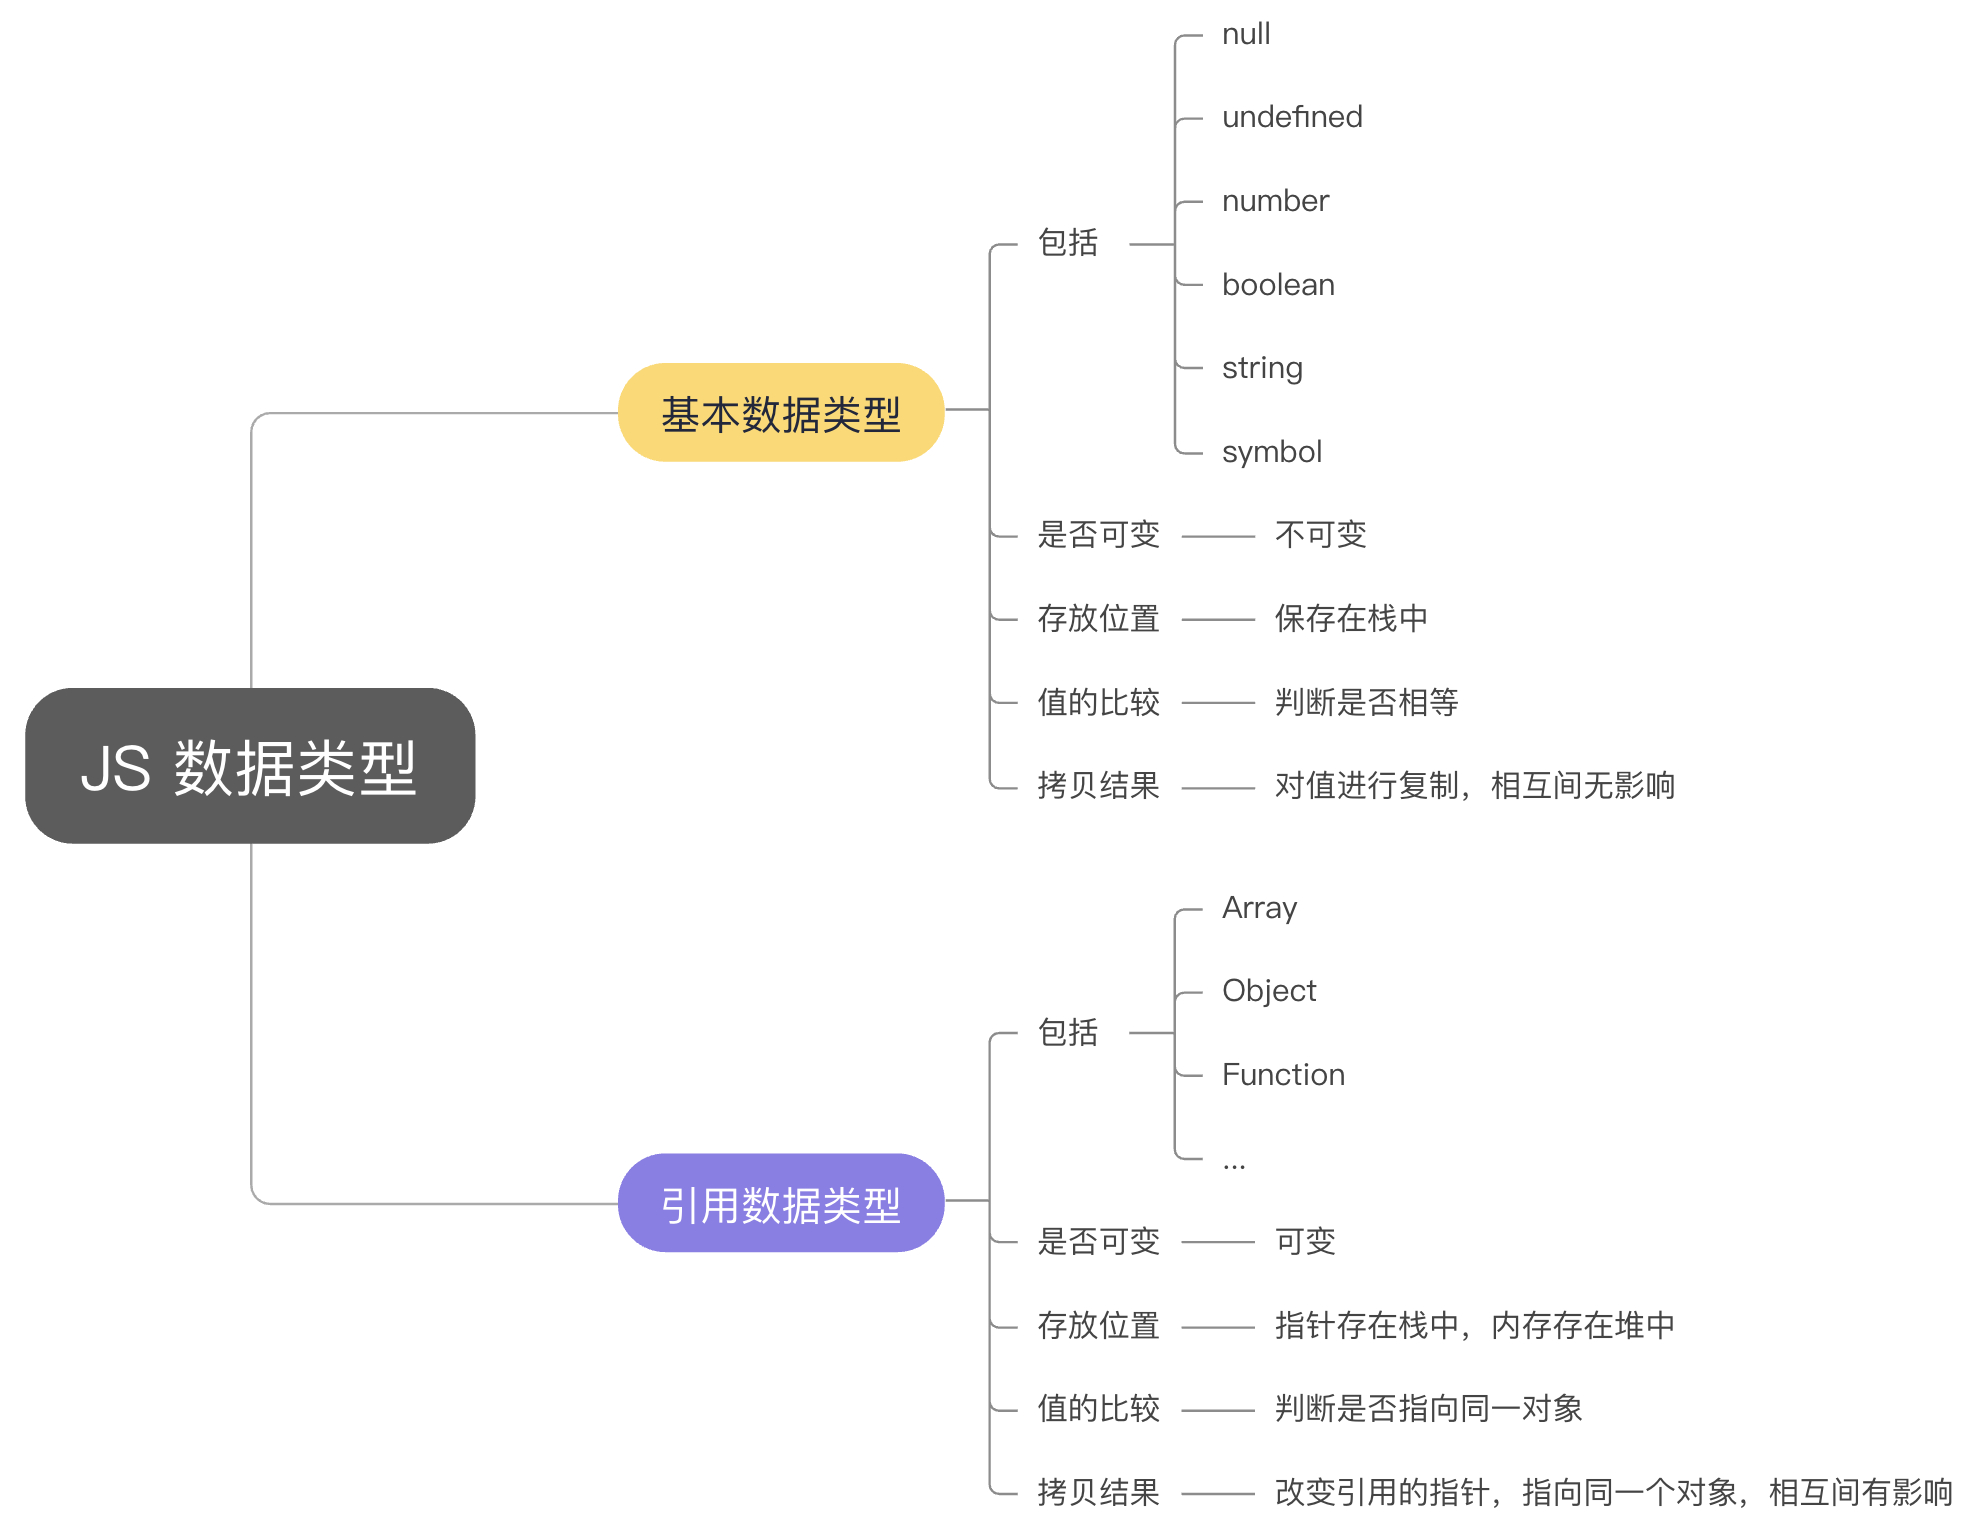 JS 数据类型
基本数据类型
包括
null
undefined
number
boolean
string
symbol
是否可变
不可变
存放位置
保存在栈中
值的比较
判断是否相等
拷贝结果
对值进行复制，相互间无影响
引用数据类型
包括
Array
Object
Function
...
是否可变
可变
存放位置
指针存在栈中，内存存在堆中
值的比较
判断是否指向同一对象
拷贝结果
改变引用的指针，指向同一个对象，相互间有影响